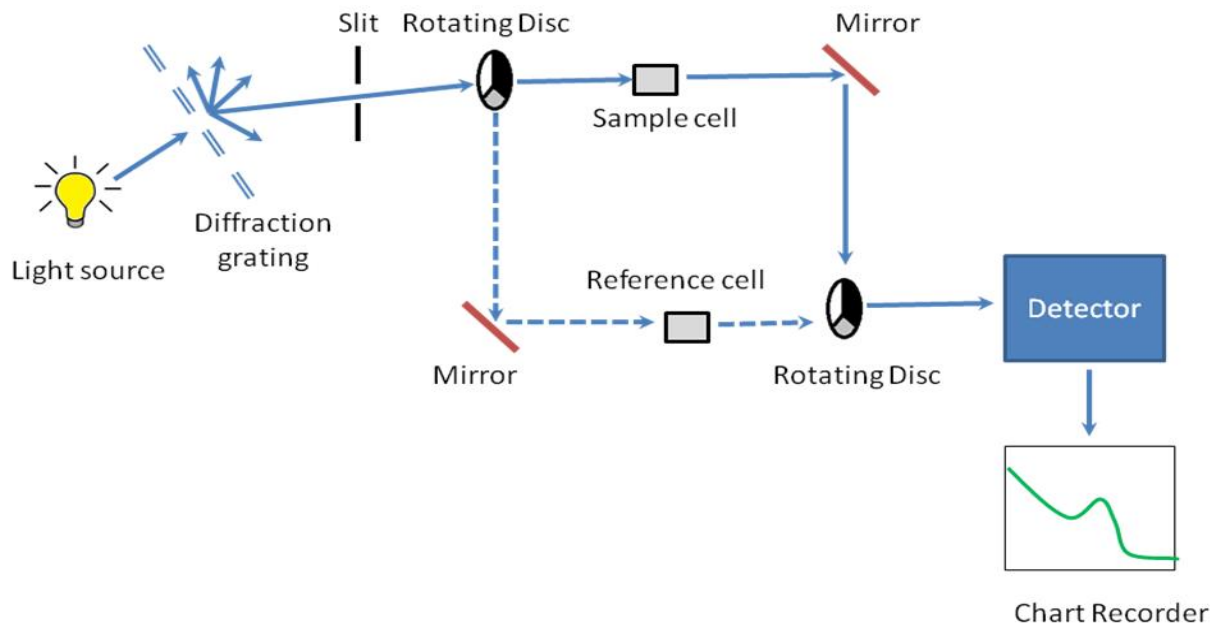 Slit
Rotating Disc
Mirror
Sample cell
Diffraction
grating
Light source
Reference cell
Detector
Mirror
Rotating Disc
Chart Recorder